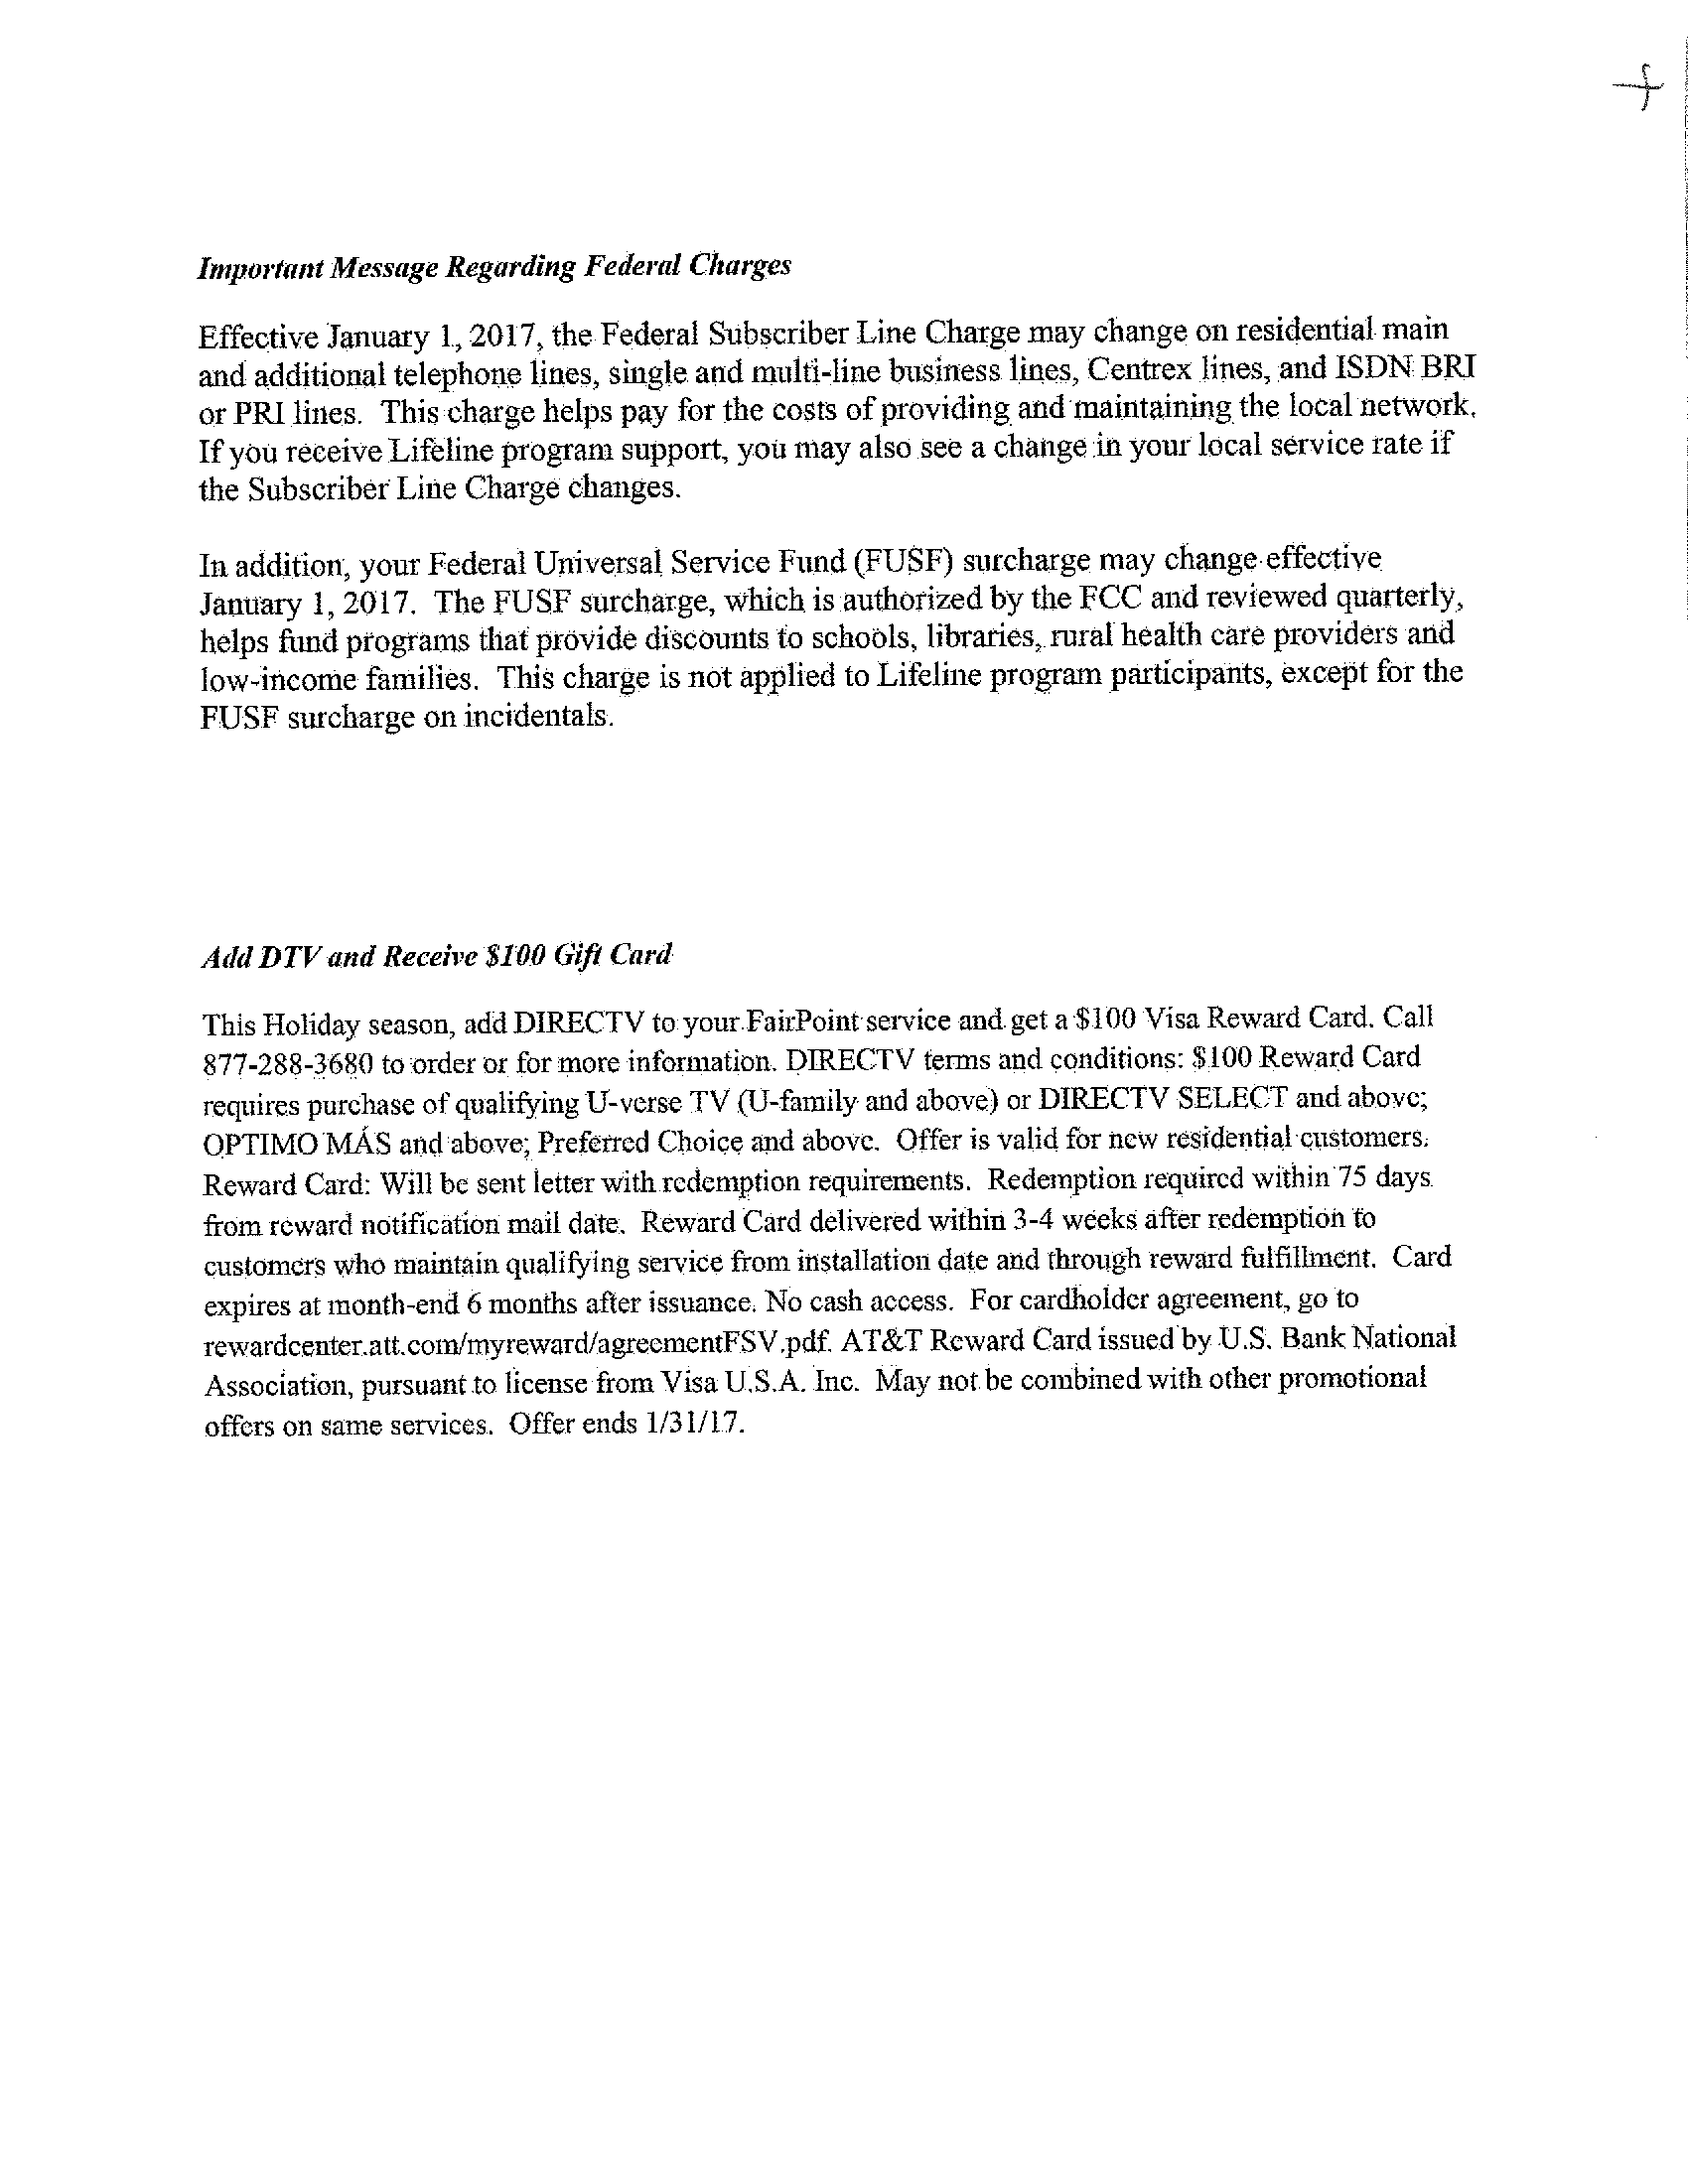 Important Message Regarding Federal Charges
Effective January 1, 2017, the Federal Subscriber Line Charge may change on residential main
and additional telephone lines, single and multi-line business lines, Centrex lines, and ISDN BRI
or PRI lines. This charge helps pay for the costs of providing and maintaining the local network.
If you receive Lifeline program support, you may also see a change in your local service rate if
the Subscriber Line Charge changes.
In addition, your Federal Universal Service Fund (FUSF) surcharge may change effective
January 1, 2017. The FUSF surcharge, which is authorized by the FCC and reviewed quarterly,
helps fund programs that provide discounts to schools, libraries, rural health care providers and
low-income families. This charge is not applied to Lifeline program participants, except for the
FUSF surcharge on incidentals.
Add DTV and Receive $100 Gift Card
This Holiday season, add DIRECTV to your FairPoint service and get a $100 Visa Reward Card. Call
877-288-3680 to order or for more information. DIRECTV terms and conditions: $100 Reward Card
requires purchase of qualifying U-verse TV (U-family and above) or DIRECTV SELECT and above;
OPTIMO MÁS and above; Preferred Choice and above. Offer is valid for new residential customers.
Reward Card: Will be sent letter with redemption requirements. Redemption required within 75 days
from reward notification mail date. Reward Card delivered within 3-4 weeks after redemption to
customers who maintain qualifying service from installation date and through reward fulfillment. Card
expires at month-end 6 months after issuance. No cash access. For cardholder agreement, go to
rewardcenter.att.com/myreward/agreementFSV.pdf. AT&T Reward Card issued by U.S. Bank National
Association, pursuant to license from Visa U.S.A. Inc. May not be combined with other promotional
offers on same services. Offer ends 1/31/17.